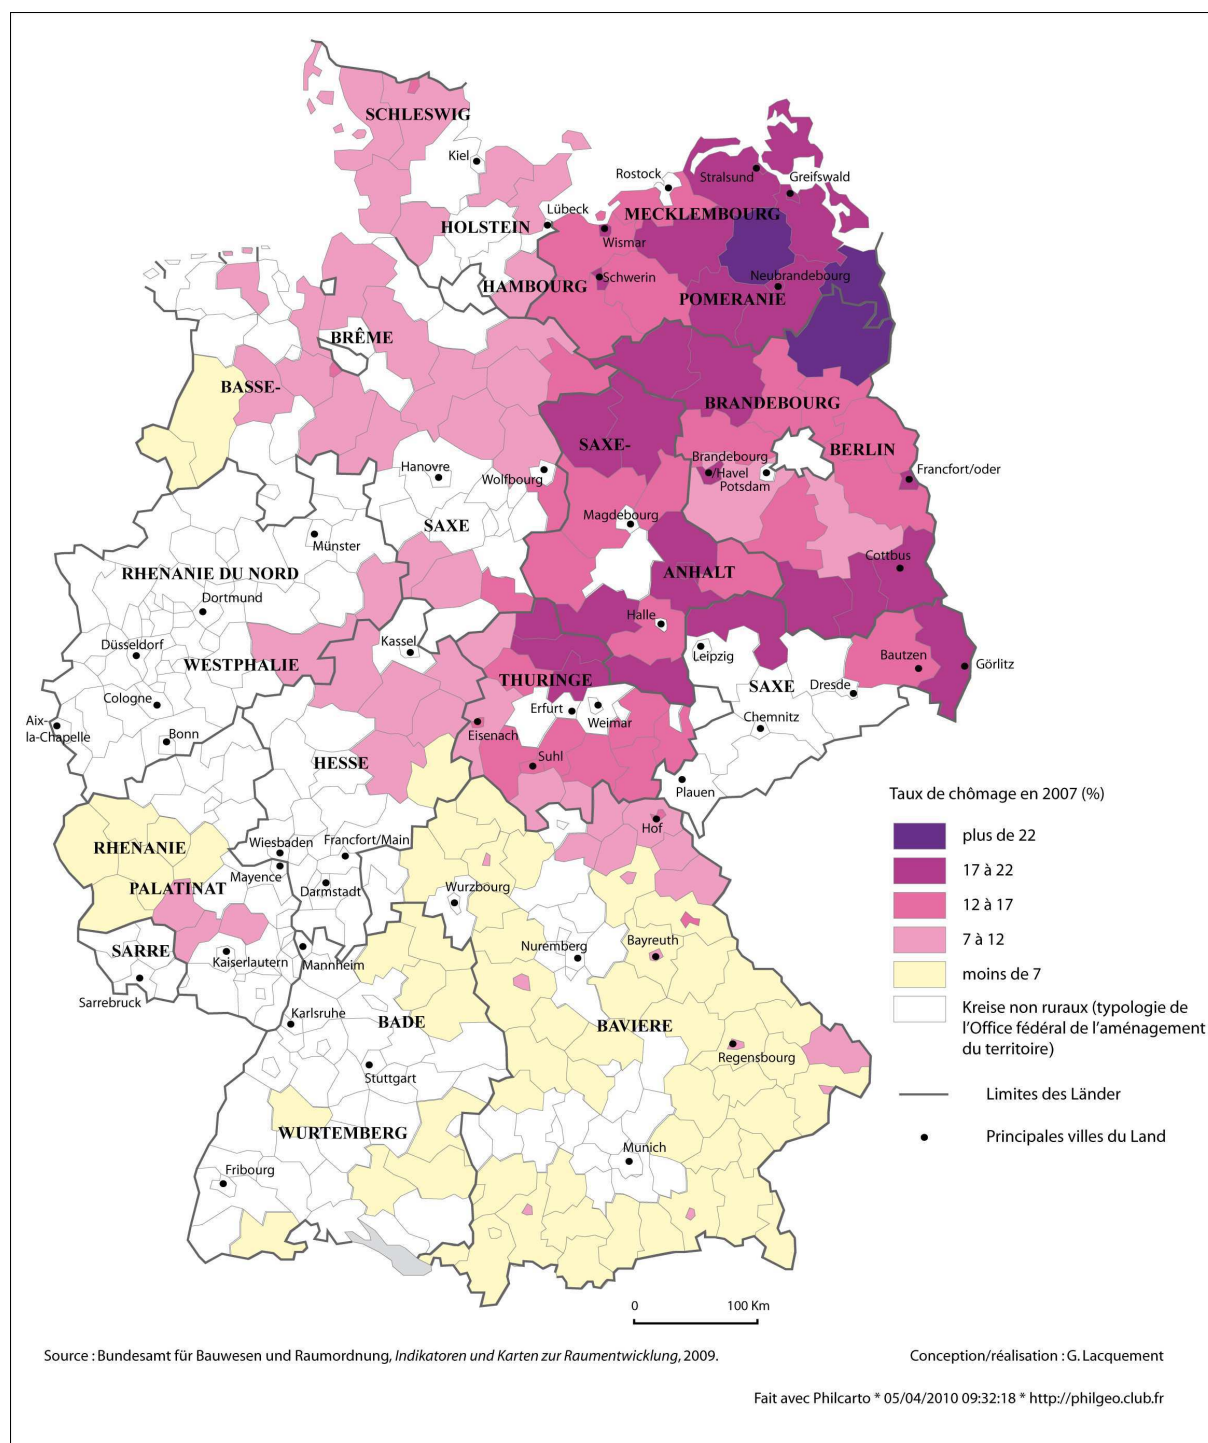 SCHLESWIG
Kiel
Rostock
Stralsund
Greifswald
Lübeck
MECKLEMBOURG
HOLSTEIN
Wismar
HAMBOURG
Schwerin
Neubrandebourg
POMERANIE
BRÊME
BASSE-
BRANDEBOURG
SAXE-
BERLIN
Hanovre
Wolfbourg
Brandebourg
/Havel
Potsdam
Francfort/oder
SAXE
Magdebourg
Münster
Cottbus
RHENANIE DU NORD
ANHALT
Dortmund
Halle
Düsseldorf
Kassel
Leipzig
Bautzen
Görlitz
WESTPHALIE
THURINGE
SAXE
Dresde
Cologne
Erfurt
Weimar
Chemnitz
Aix-
la-Chapelle
Bonn
Eisenach
HESSE
Suhl
Plauen
Taux de chômage en 2007 (%)
Hof
plus de 22
RHENANIE
Wiesbaden
Francfort/Main
17 à 22
Mayence
PALATINAT
Darmstadt
Wurzbourg
12 à 17
SARRE
Nuremberg
Bayreuth
7 à 12
Kaiserlautern
Mannheim
moins de 7
Sarrebruck
Karlsruhe
BADE
BAVIERE
Kreise non ruraux (typologie de
l'Office fédéral de l'aménagement
du territoire)
Regensbourg
Stuttgart
Limites des Länder
WURTEMBERG
Principales villes du Land
Munich
Fribourg
0 100 Km
Source : Bundesamt für Bauwesen und Raumordnung, Indikatoren und Karten zur Raumentwicklung, 2009.
Conception/réalisation : G. Lacquement
Fait avec Philcarto * 05/04/2010 09:32:18 * http://philgeo.club.fr